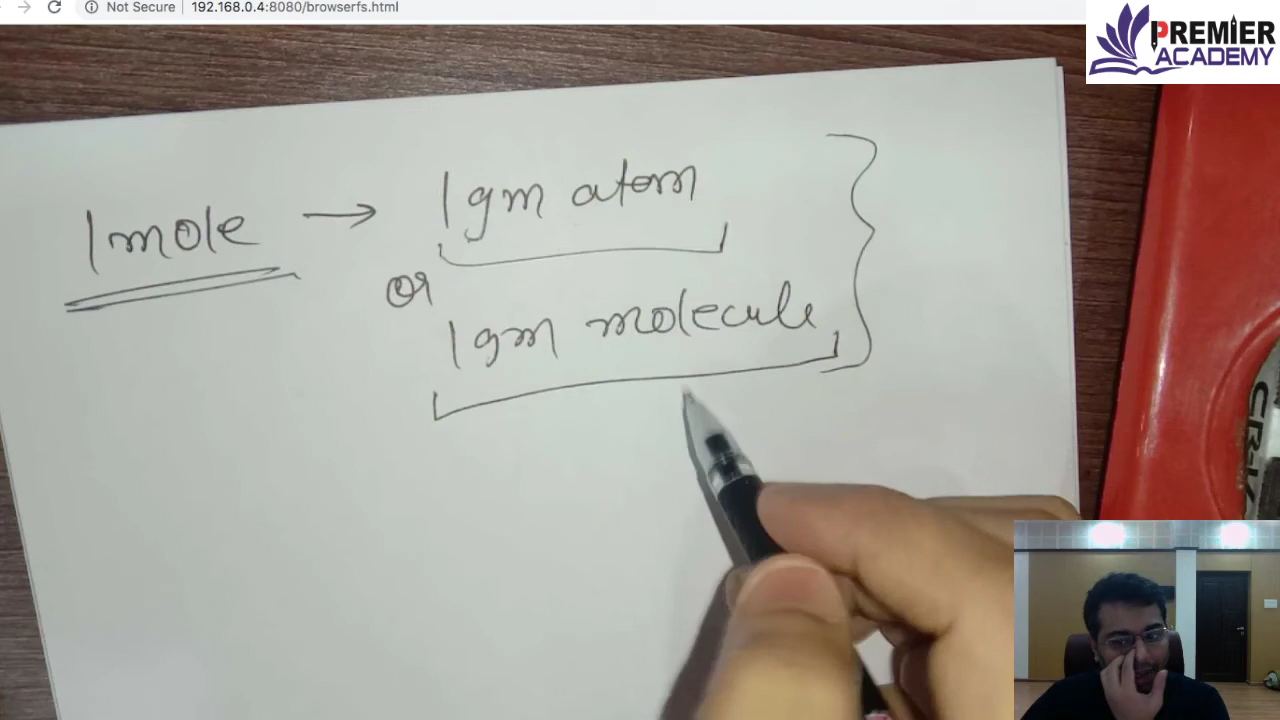 Not Secure | 192.168.0.4:8080/browserfs.html
PREMIER
ACADEMY
1 mole → 1 gm atom
or
1 gm molecule